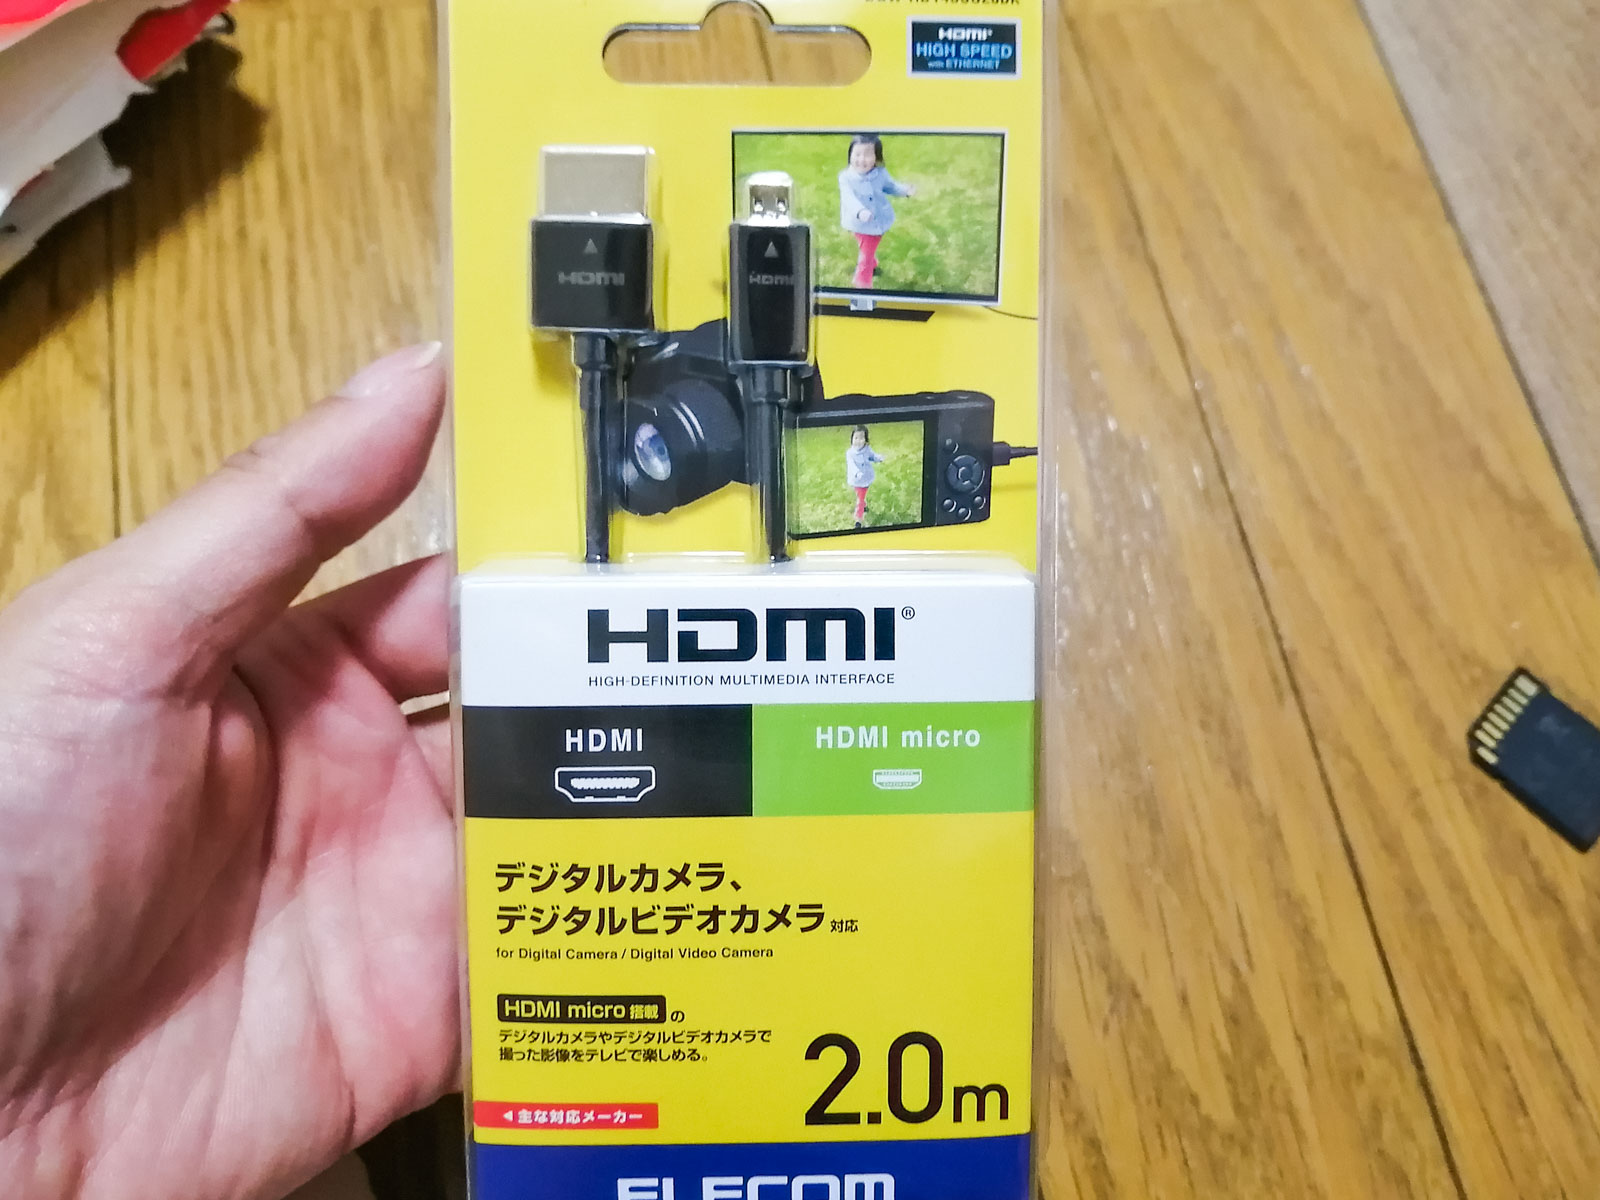 HDMI
HIGH SPEED
with ETHERNET
HDMI
HDMI
HDMI®
HIGH-DEFINITION MULTIMEDIA INTERFACE
HDMI
HDMI micro
デジタルカメラ、
デジタルビデオカメラ対応
for Digital Camera / Digital Video Camera
HDMI micro 搭載の
デジタルカメラやデジタルビデオカメラで
撮った影像をテレビで楽しめる。
2.0m
◀主な対応メーカー
ELECOM